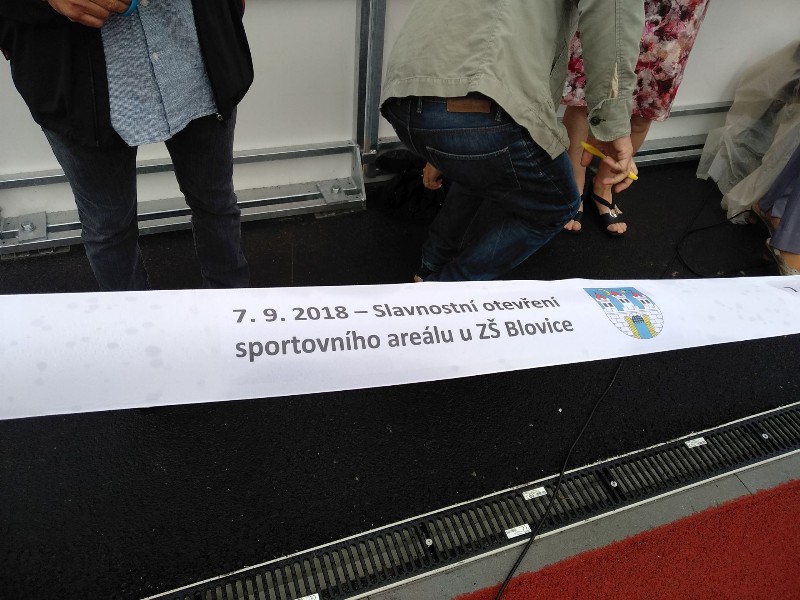 7. 9. 2018 – Slavnostní otevření
sportovního areálu u ZŠ Blovice